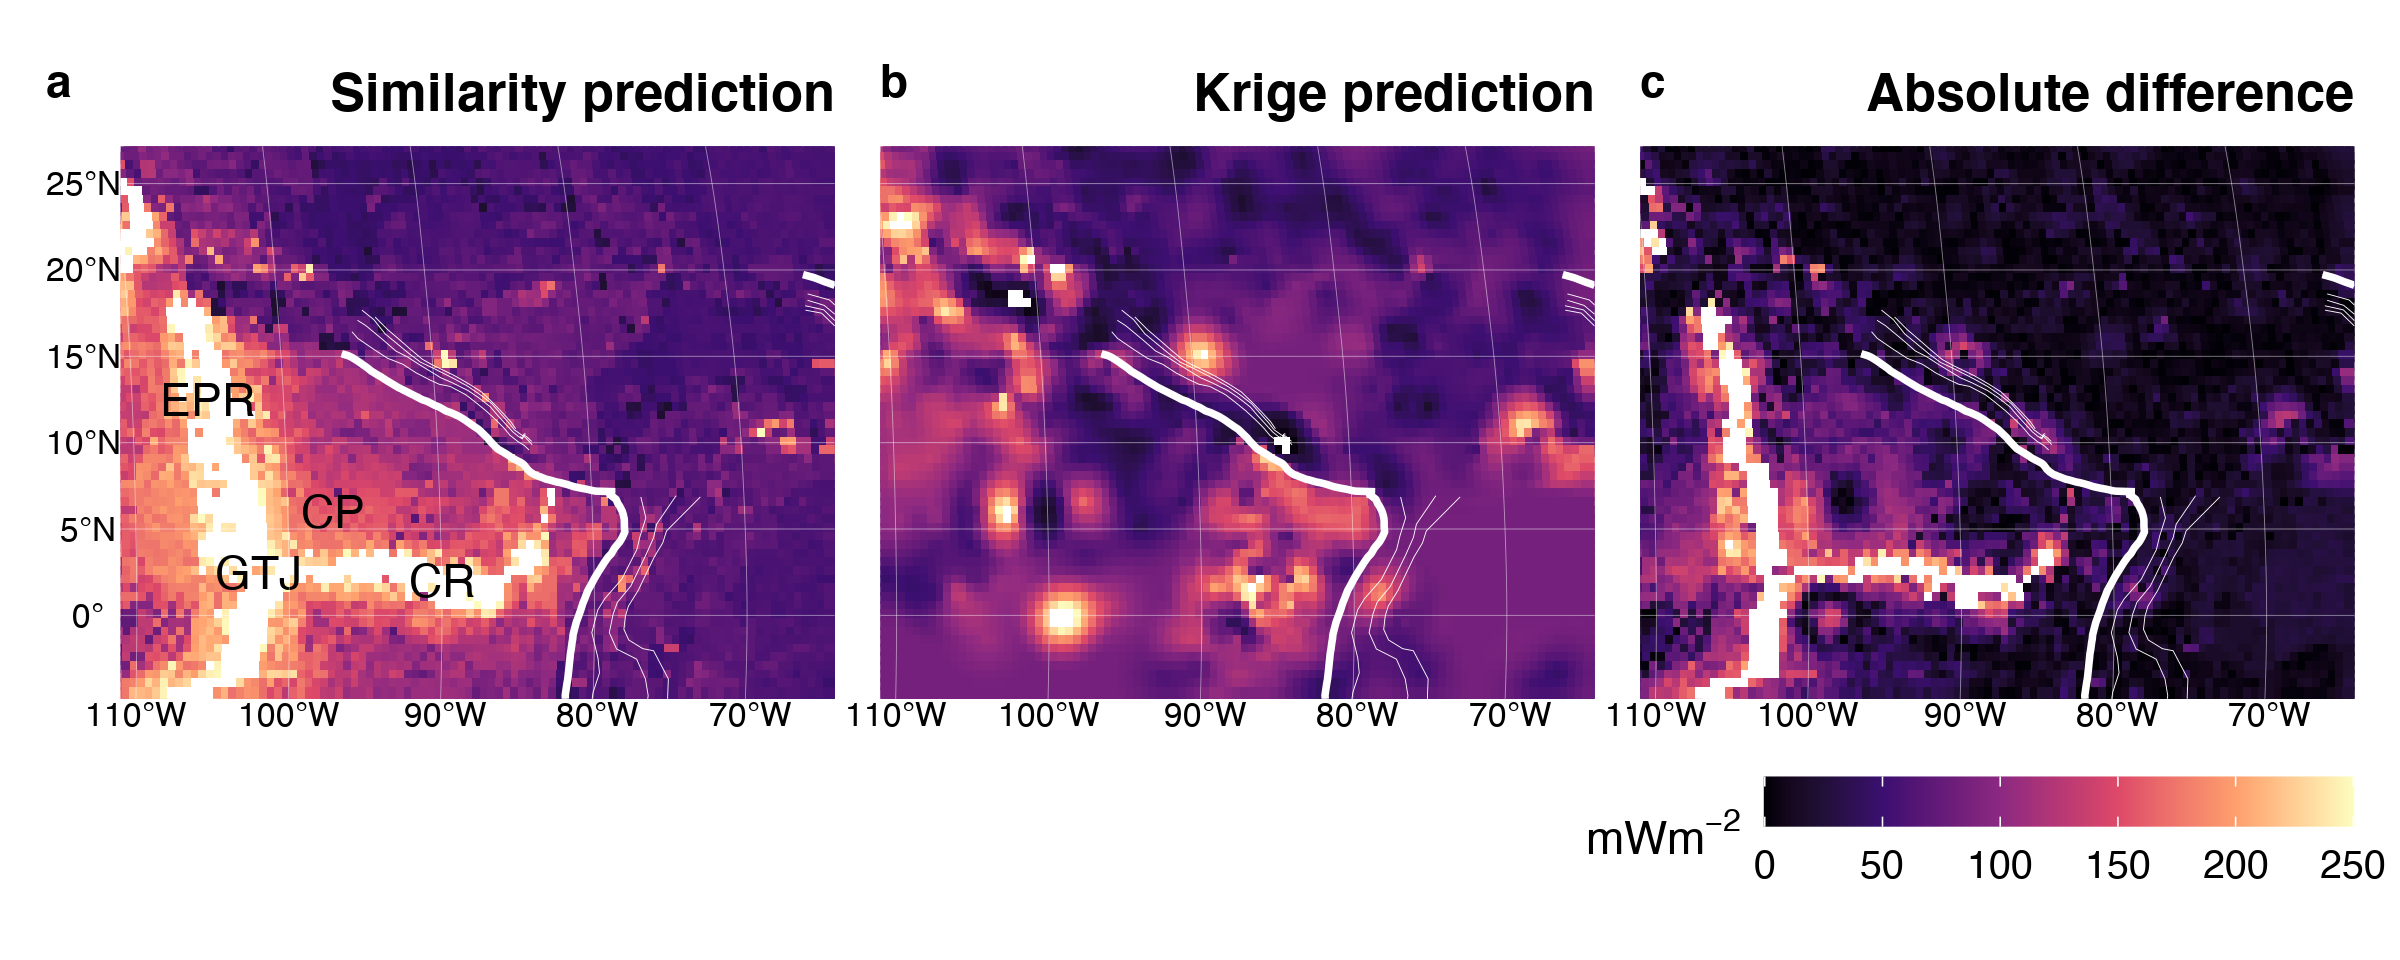 a Similarity prediction
b Krige prediction
c Absolute difference
25°N
20°N
15°N
10°N
5°N
0°
EPR
CP
GTJ
CR
110°W 100°W 90°W 80°W 70°W
110°W 100°W 90°W 80°W 70°W
110°W 100°W 90°W 80°W 70°W
mWm−2
0 50 100 150 200 250